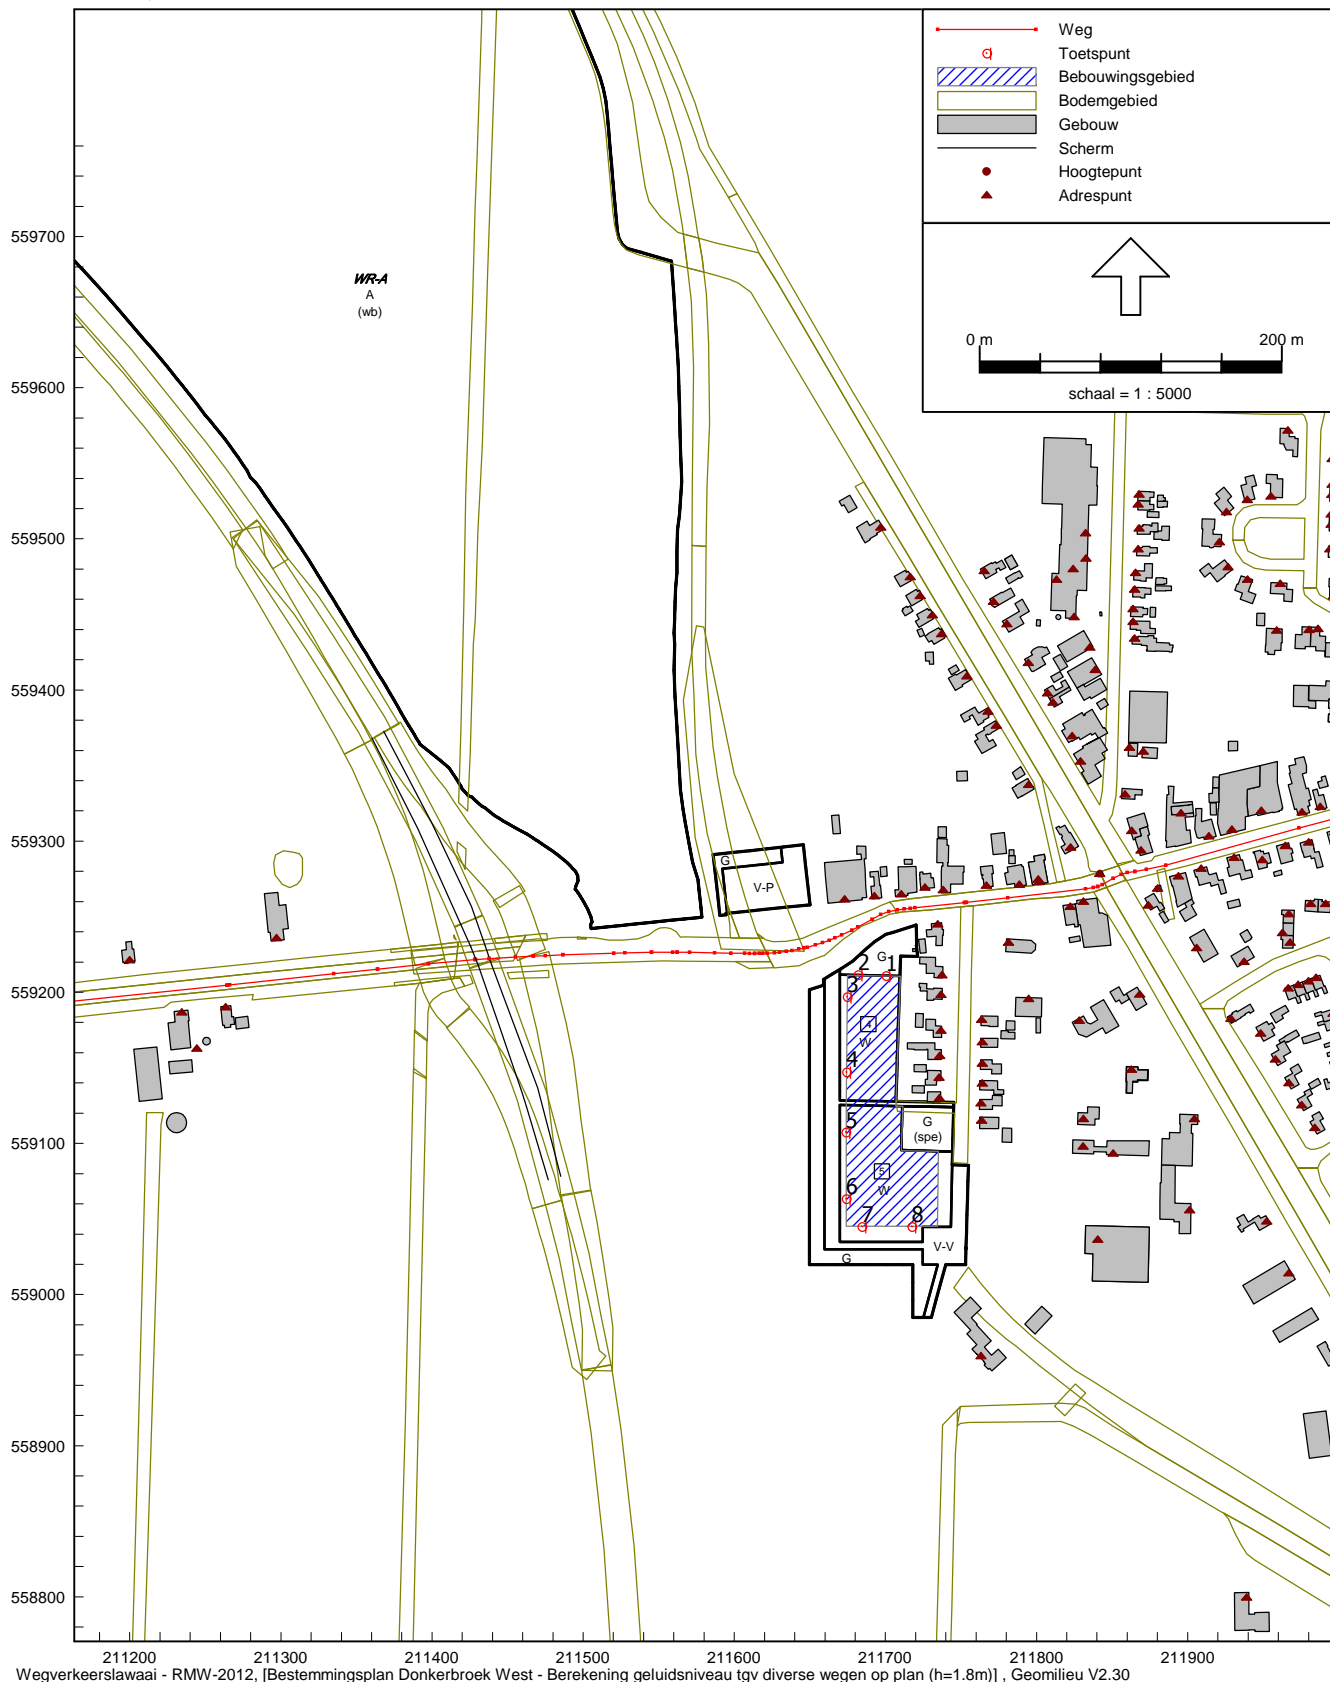 Weg
Toetspunt
Bebouwingsgebied
Bodemgebied
Gebouw
Scherm
Hoogtepunt
Adrespunt
0 m 200 m
schaal = 1 : 5000
559700
559600
559500
559400
559300
559200
559100
559000
558900
558800
WR-A
A
(wb)
G
V-P
G
2 1
3
4
W
4
5
G
(spe)
5
W
6
7 8
V-V
G
211200 211300 211400 211500 211600 211700 211800 211900
Wegverkeerslawaai - RMW-2012, [Bestemmingsplan Donkerbroek West - Berekening geluidsniveau tgv diverse wegen op plan (h=1.8m)] , Geomilieu V2.30